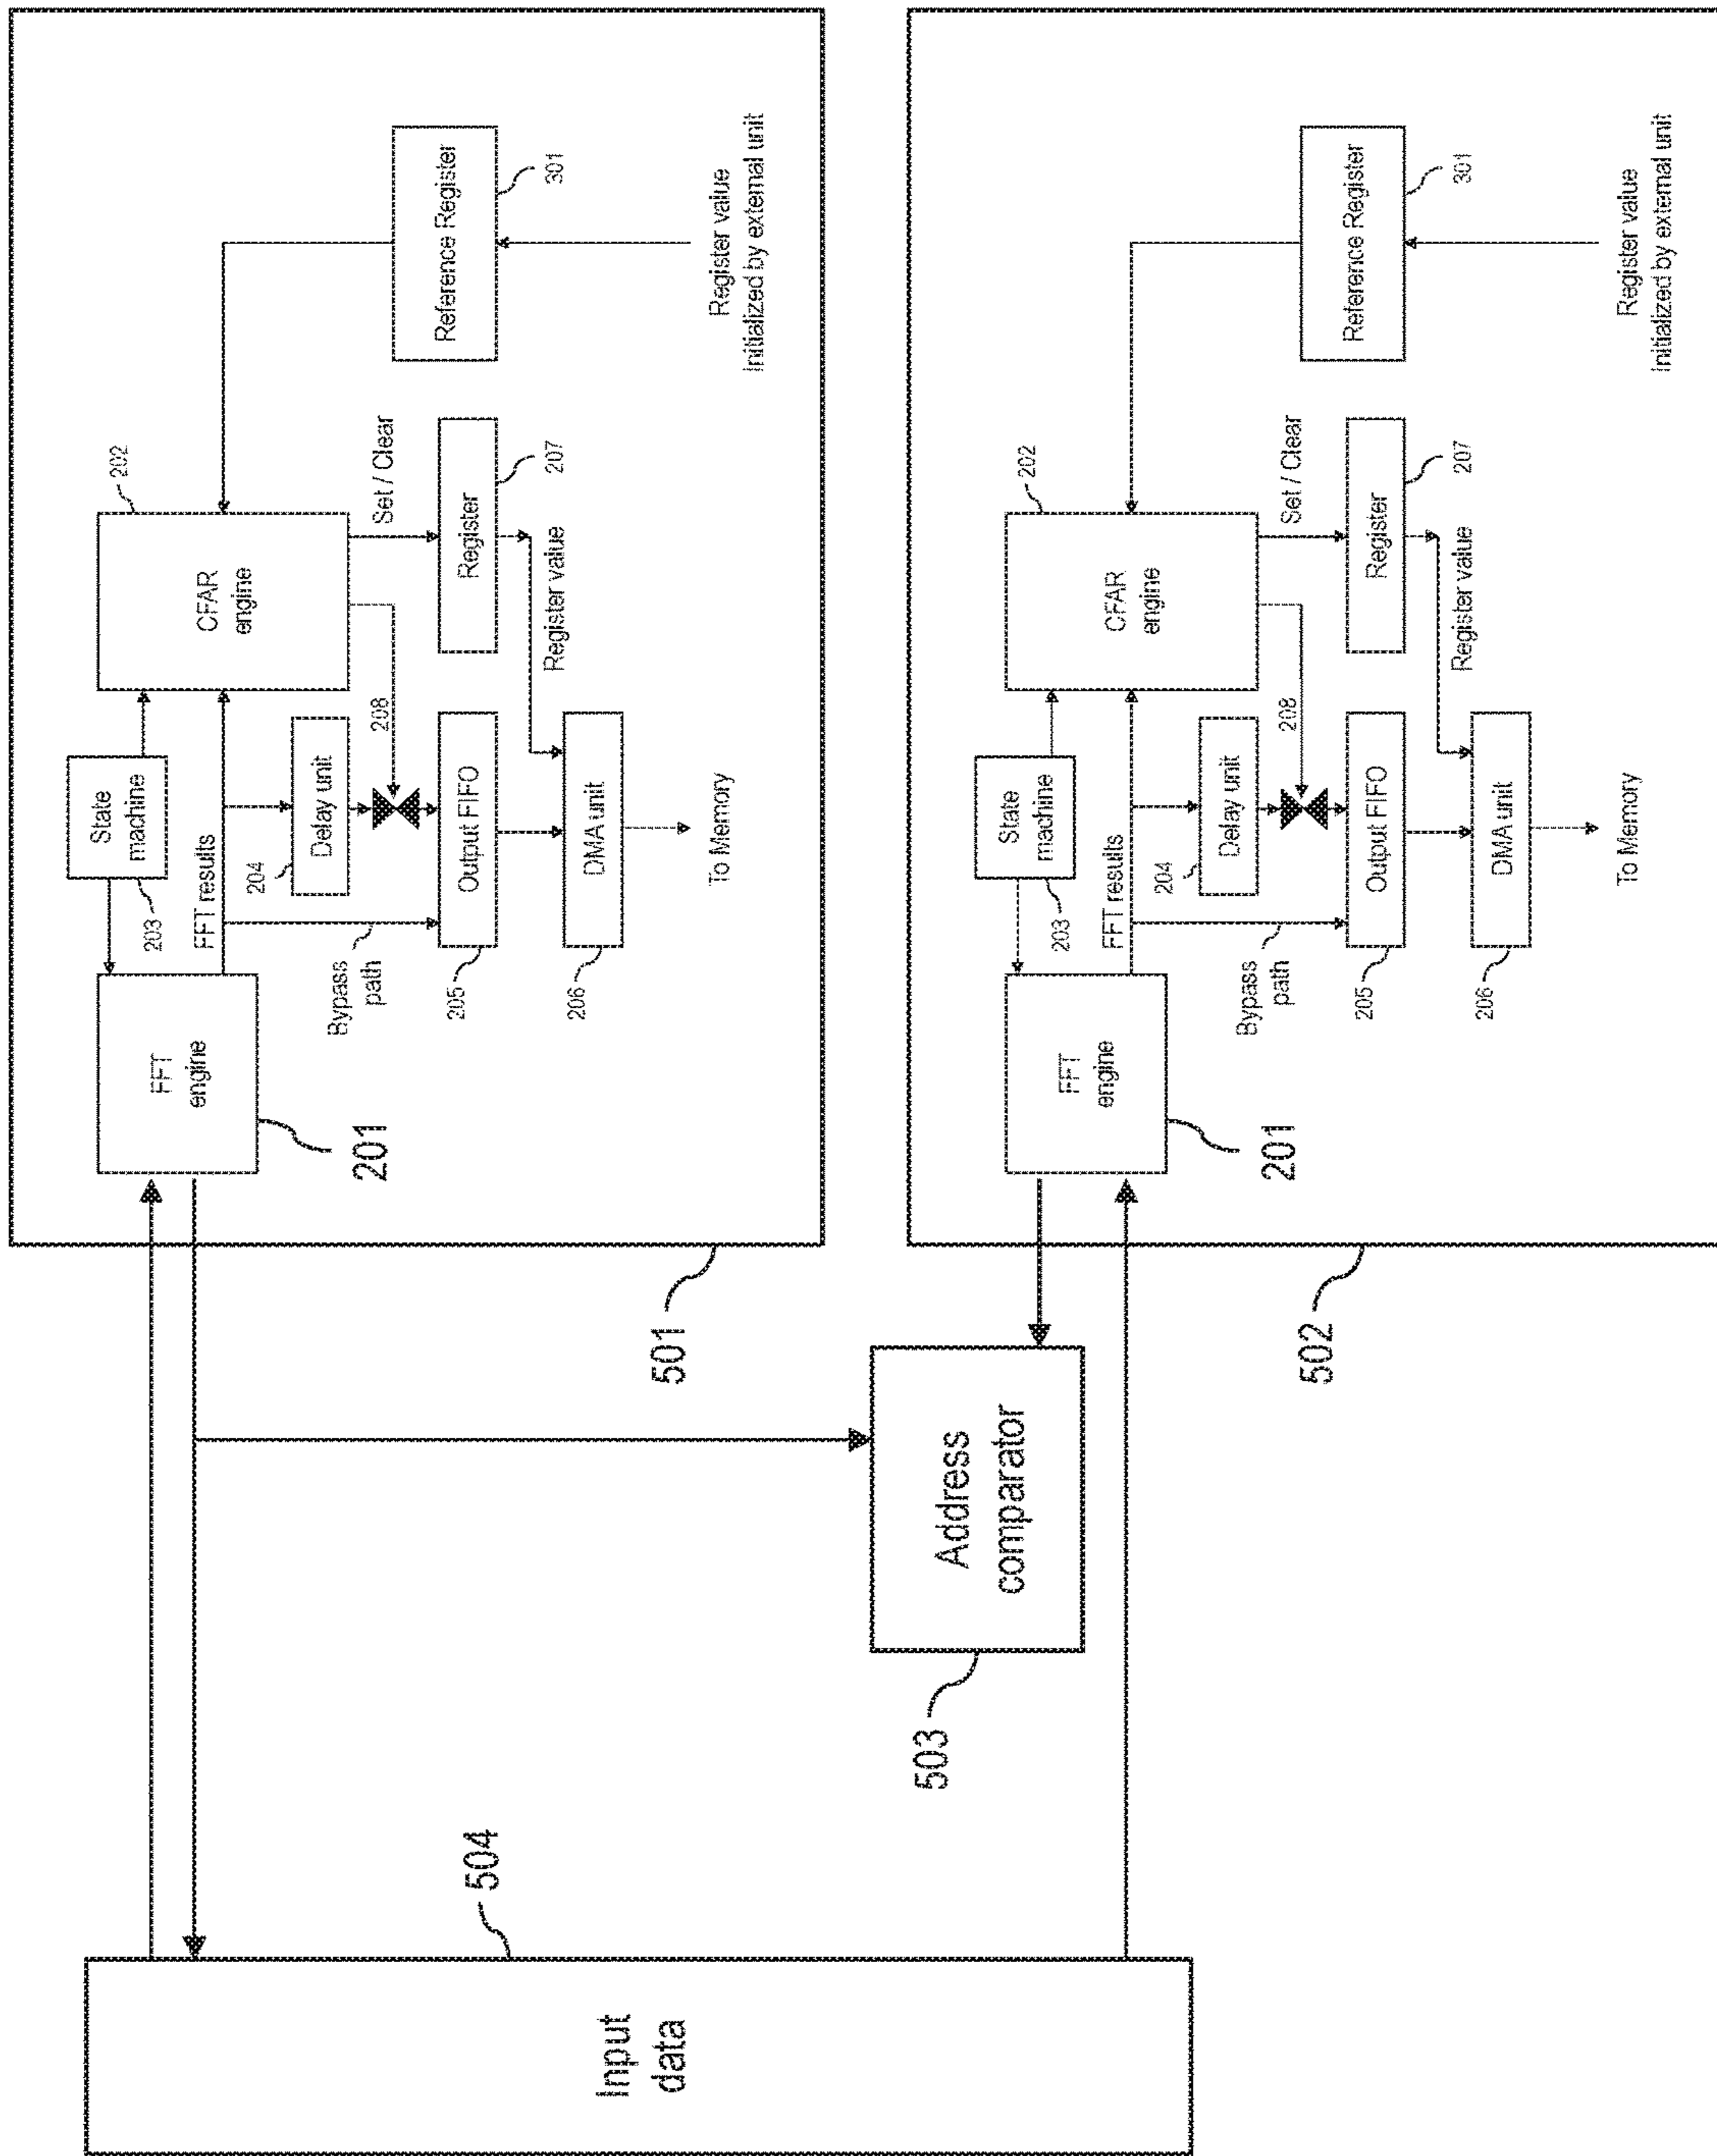 Input
data
504
501
FFT
engine
201
State
machine
203
FFT results
CFAR
engine
202
204
Delay unit
208
Bypass
path
Set / Clear
205
Output FIFO
Register
207
Register value
206
DMA unit
To Memory
Reference Register
301
Register value
Initialized by external unit
503
Address
comparator
502
FFT
engine
201
State
machine
203
FFT results
CFAR
engine
202
204
Delay unit
208
Bypass
path
Set / Clear
205
Output FIFO
Register
207
Register value
206
DMA unit
To Memory
Reference Register
301
Register value
Initialized by external unit